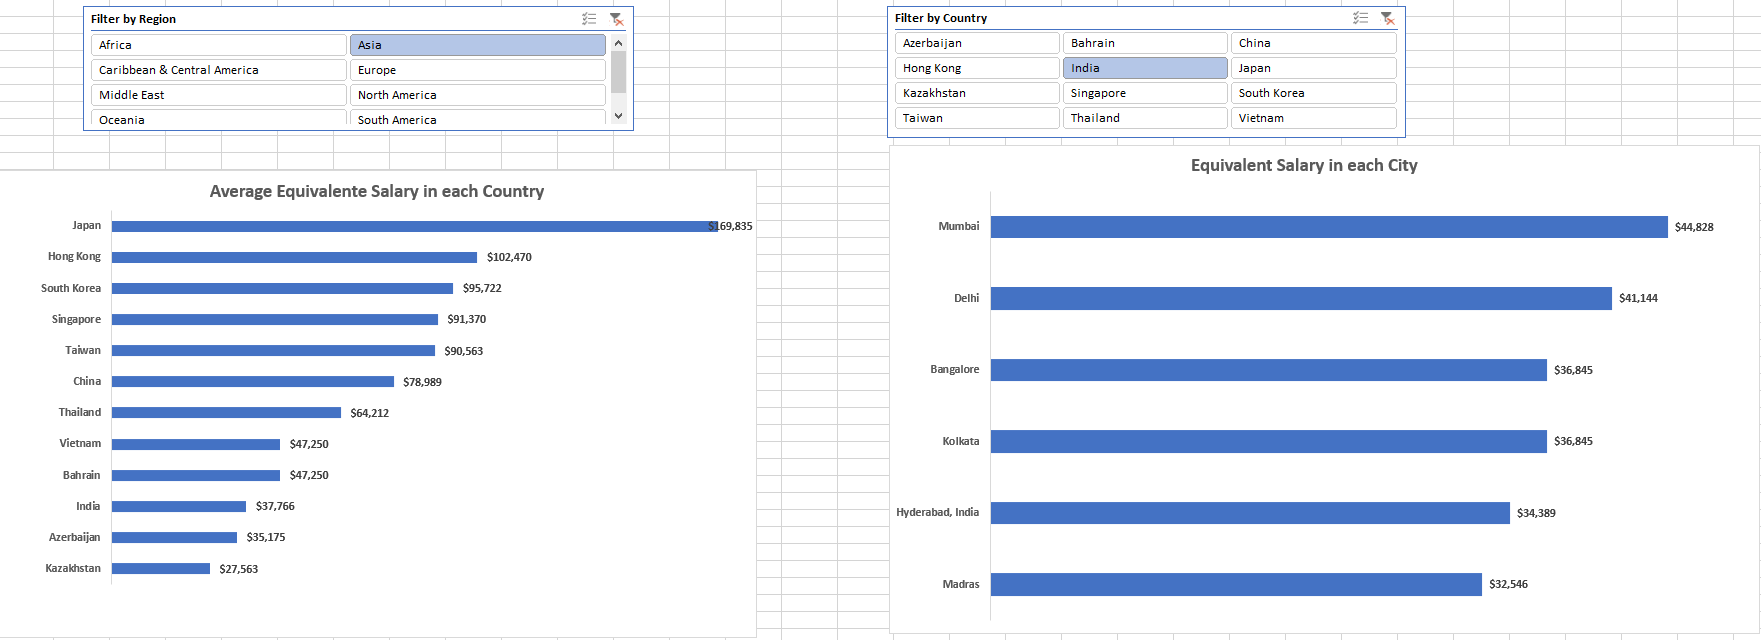 Filter by Region
Africa
Asia
Caribbean & Central America
Europe
Middle East
North America
Oceania
South America
Filter by Country
Azerbaijan
Bahrain
China
Hong Kong
India
Japan
Kazakhstan
Singapore
South Korea
Taiwan
Thailand
Vietnam
Average Equivalente Salary in each Country
Japan $169,835
Hong Kong $102,470
South Korea $95,722
Singapore $91,370
Taiwan $90,563
China $78,989
Thailand $64,212
Vietnam $47,250
Bahrain $47,250
India $37,766
Azerbaijan $35,175
Kazakhstan $27,563
Equivalent Salary in each City
Mumbai $44,828
Delhi $41,144
Bangalore $36,845
Kolkata $36,845
Hyderabad, India $34,389
Madras $32,546